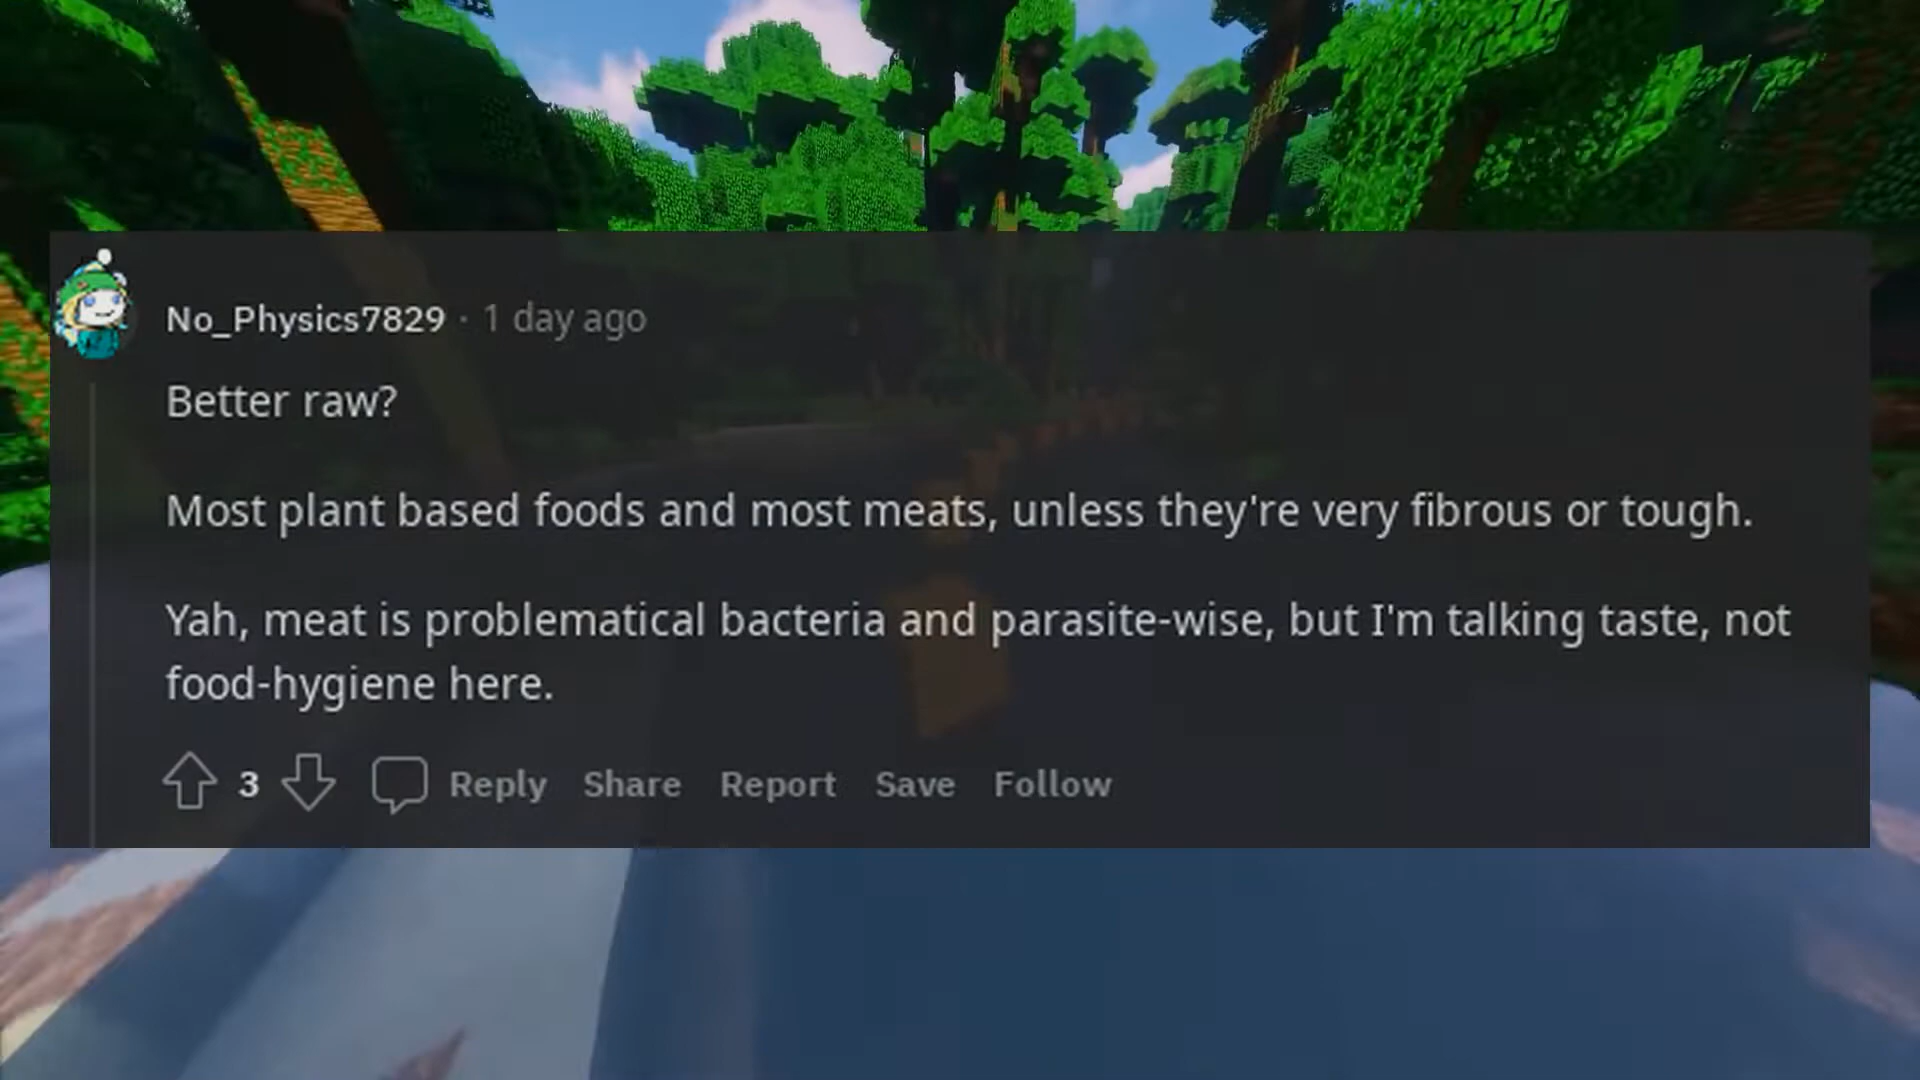 No_Physics7829 · 1 day ago
Better raw?
Most plant based foods and most meats, unless they're very fibrous or tough.
Yah, meat is problematical bacteria and parasite-wise, but I'm talking taste, not
food-hygiene here.
3 Reply Share Report Save Follow